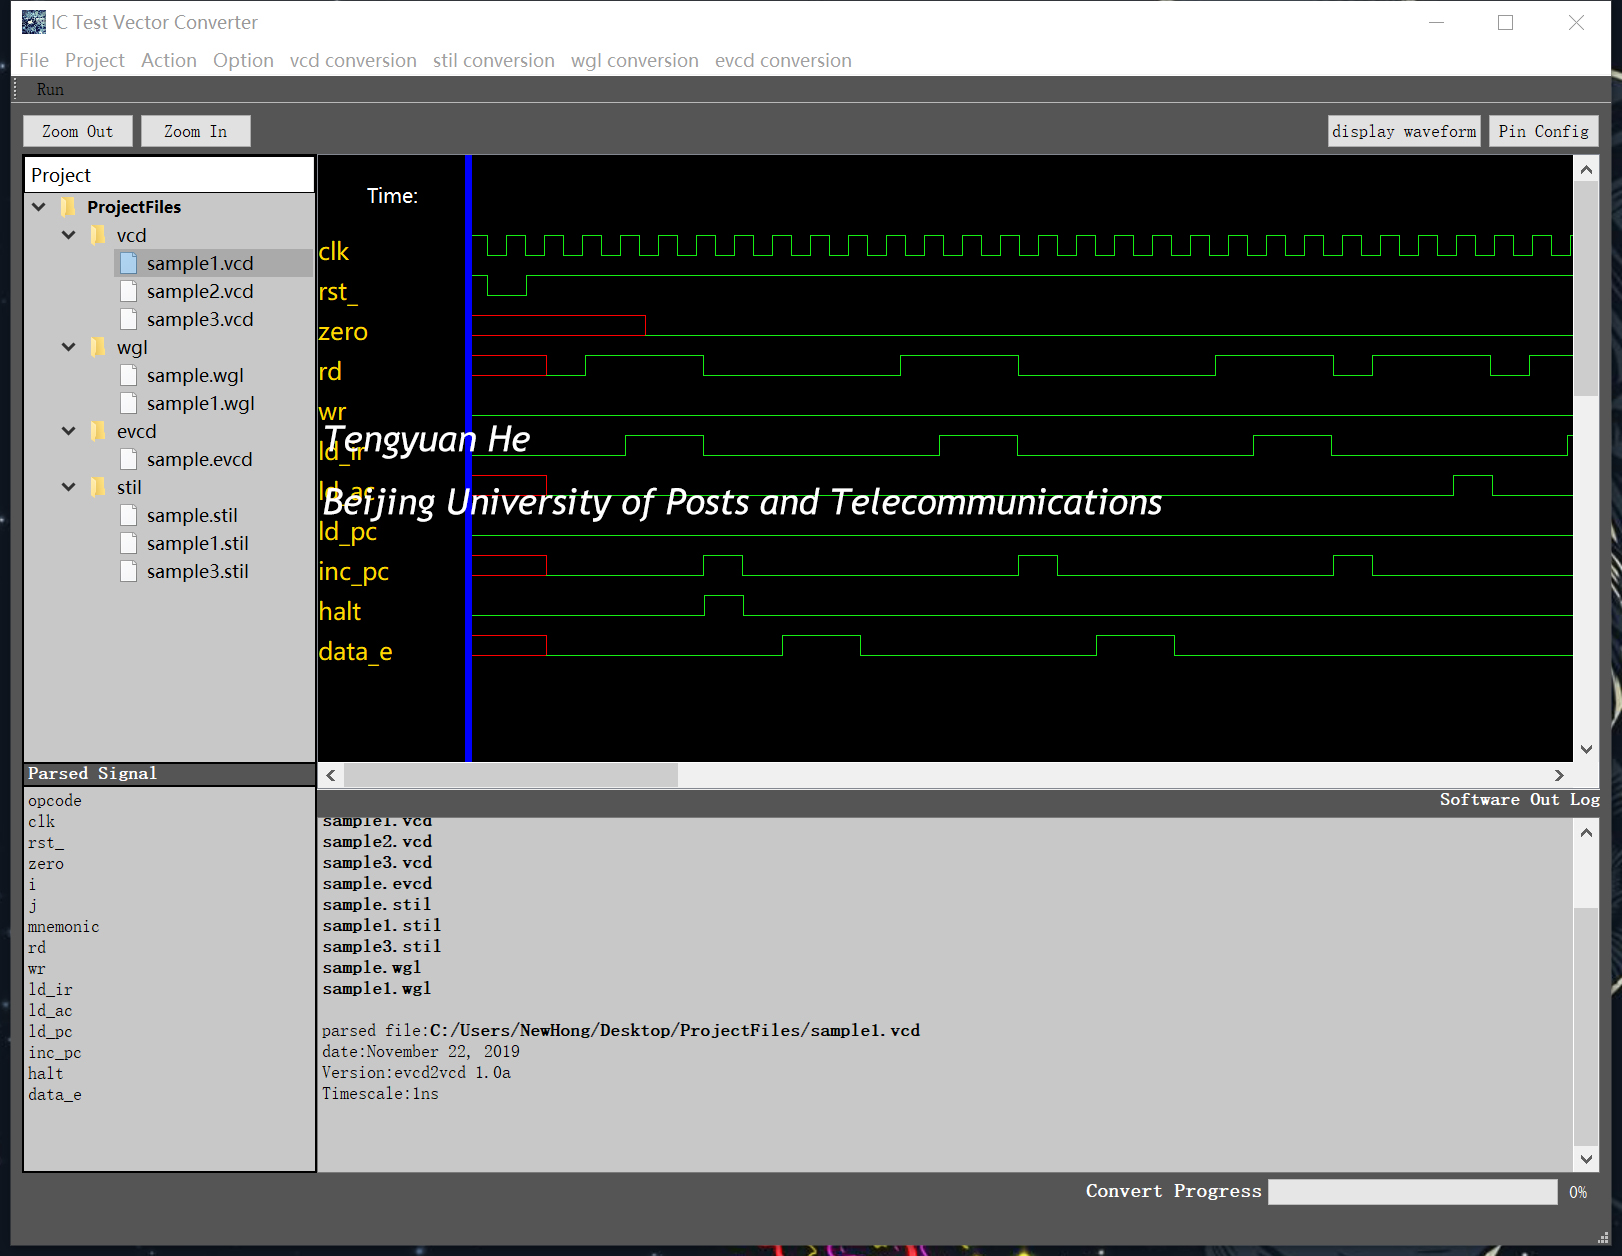 IC Test Vector Converter
File Project Action Option vcd conversion stil conversion wgl conversion evcd conversion
Run
Zoom Out Zoom In display waveform Pin Config
Project
ProjectFiles
vcd
sample1.vcd
sample2.vcd
sample3.vcd
wgl
sample.wgl
sample1.wgl
evcd
sample.evcd
stil
sample.stil
sample1.stil
sample3.stil
Time:
clk
rst_
zero
rd
wr
Tengyuan He
ld_ir
ld_ac
Beijing University of Posts and Telecommunications
ld_pc
inc_pc
halt
data_e
Parsed Signal
opcode
clk
rst_
zero
i
j
mnemonic
rd
wr
ld_ir
ld_ac
ld_pc
inc_pc
halt
data_e
Software Out Log
sample1.vcd
sample2.vcd
sample3.vcd
sample.evcd
sample.stil
sample1.stil
sample3.stil
sample.wgl
sample1.wgl
parsed file:C:/Users/NewHong/Desktop/ProjectFiles/sample1.vcd
date:November 22, 2019
Version:evcd2vcd 1.0a
Timescale:1ns
Convert Progress 0%